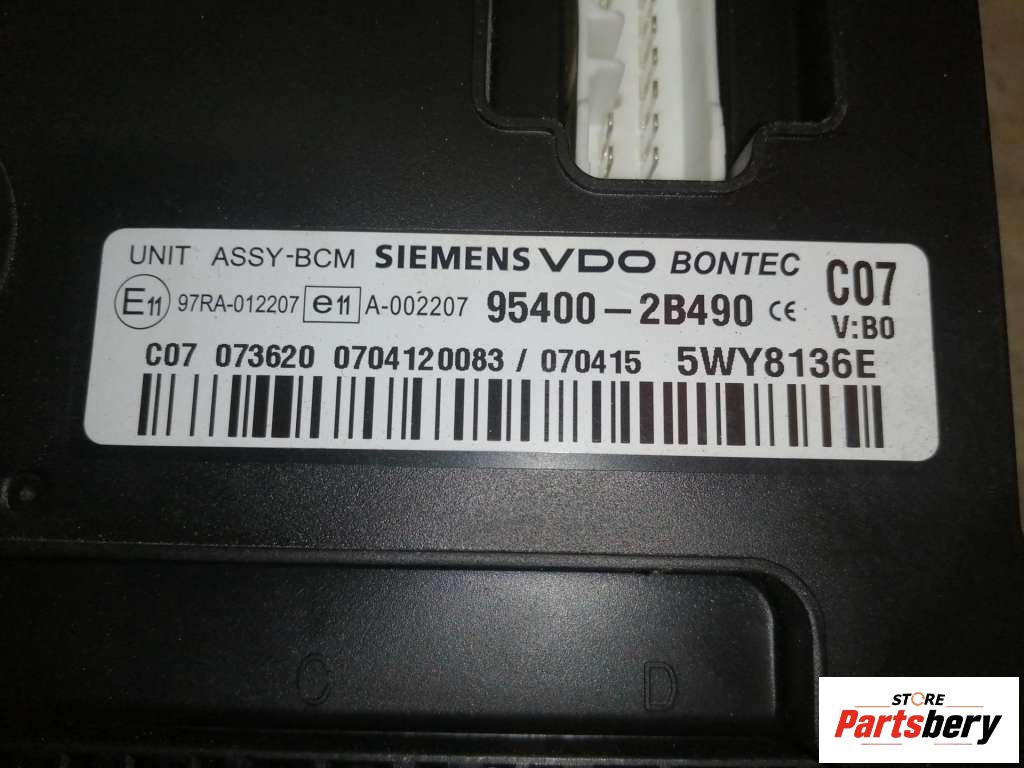 UNIT ASSY-BCM SIEMENS VDO BONTEC C07
E11 97RA-012207 e11 A-002207 95400-2B490 CE V:B0
C07 073620 0704120083 / 070415 5WY8136E
C D
STORE
Partsbery